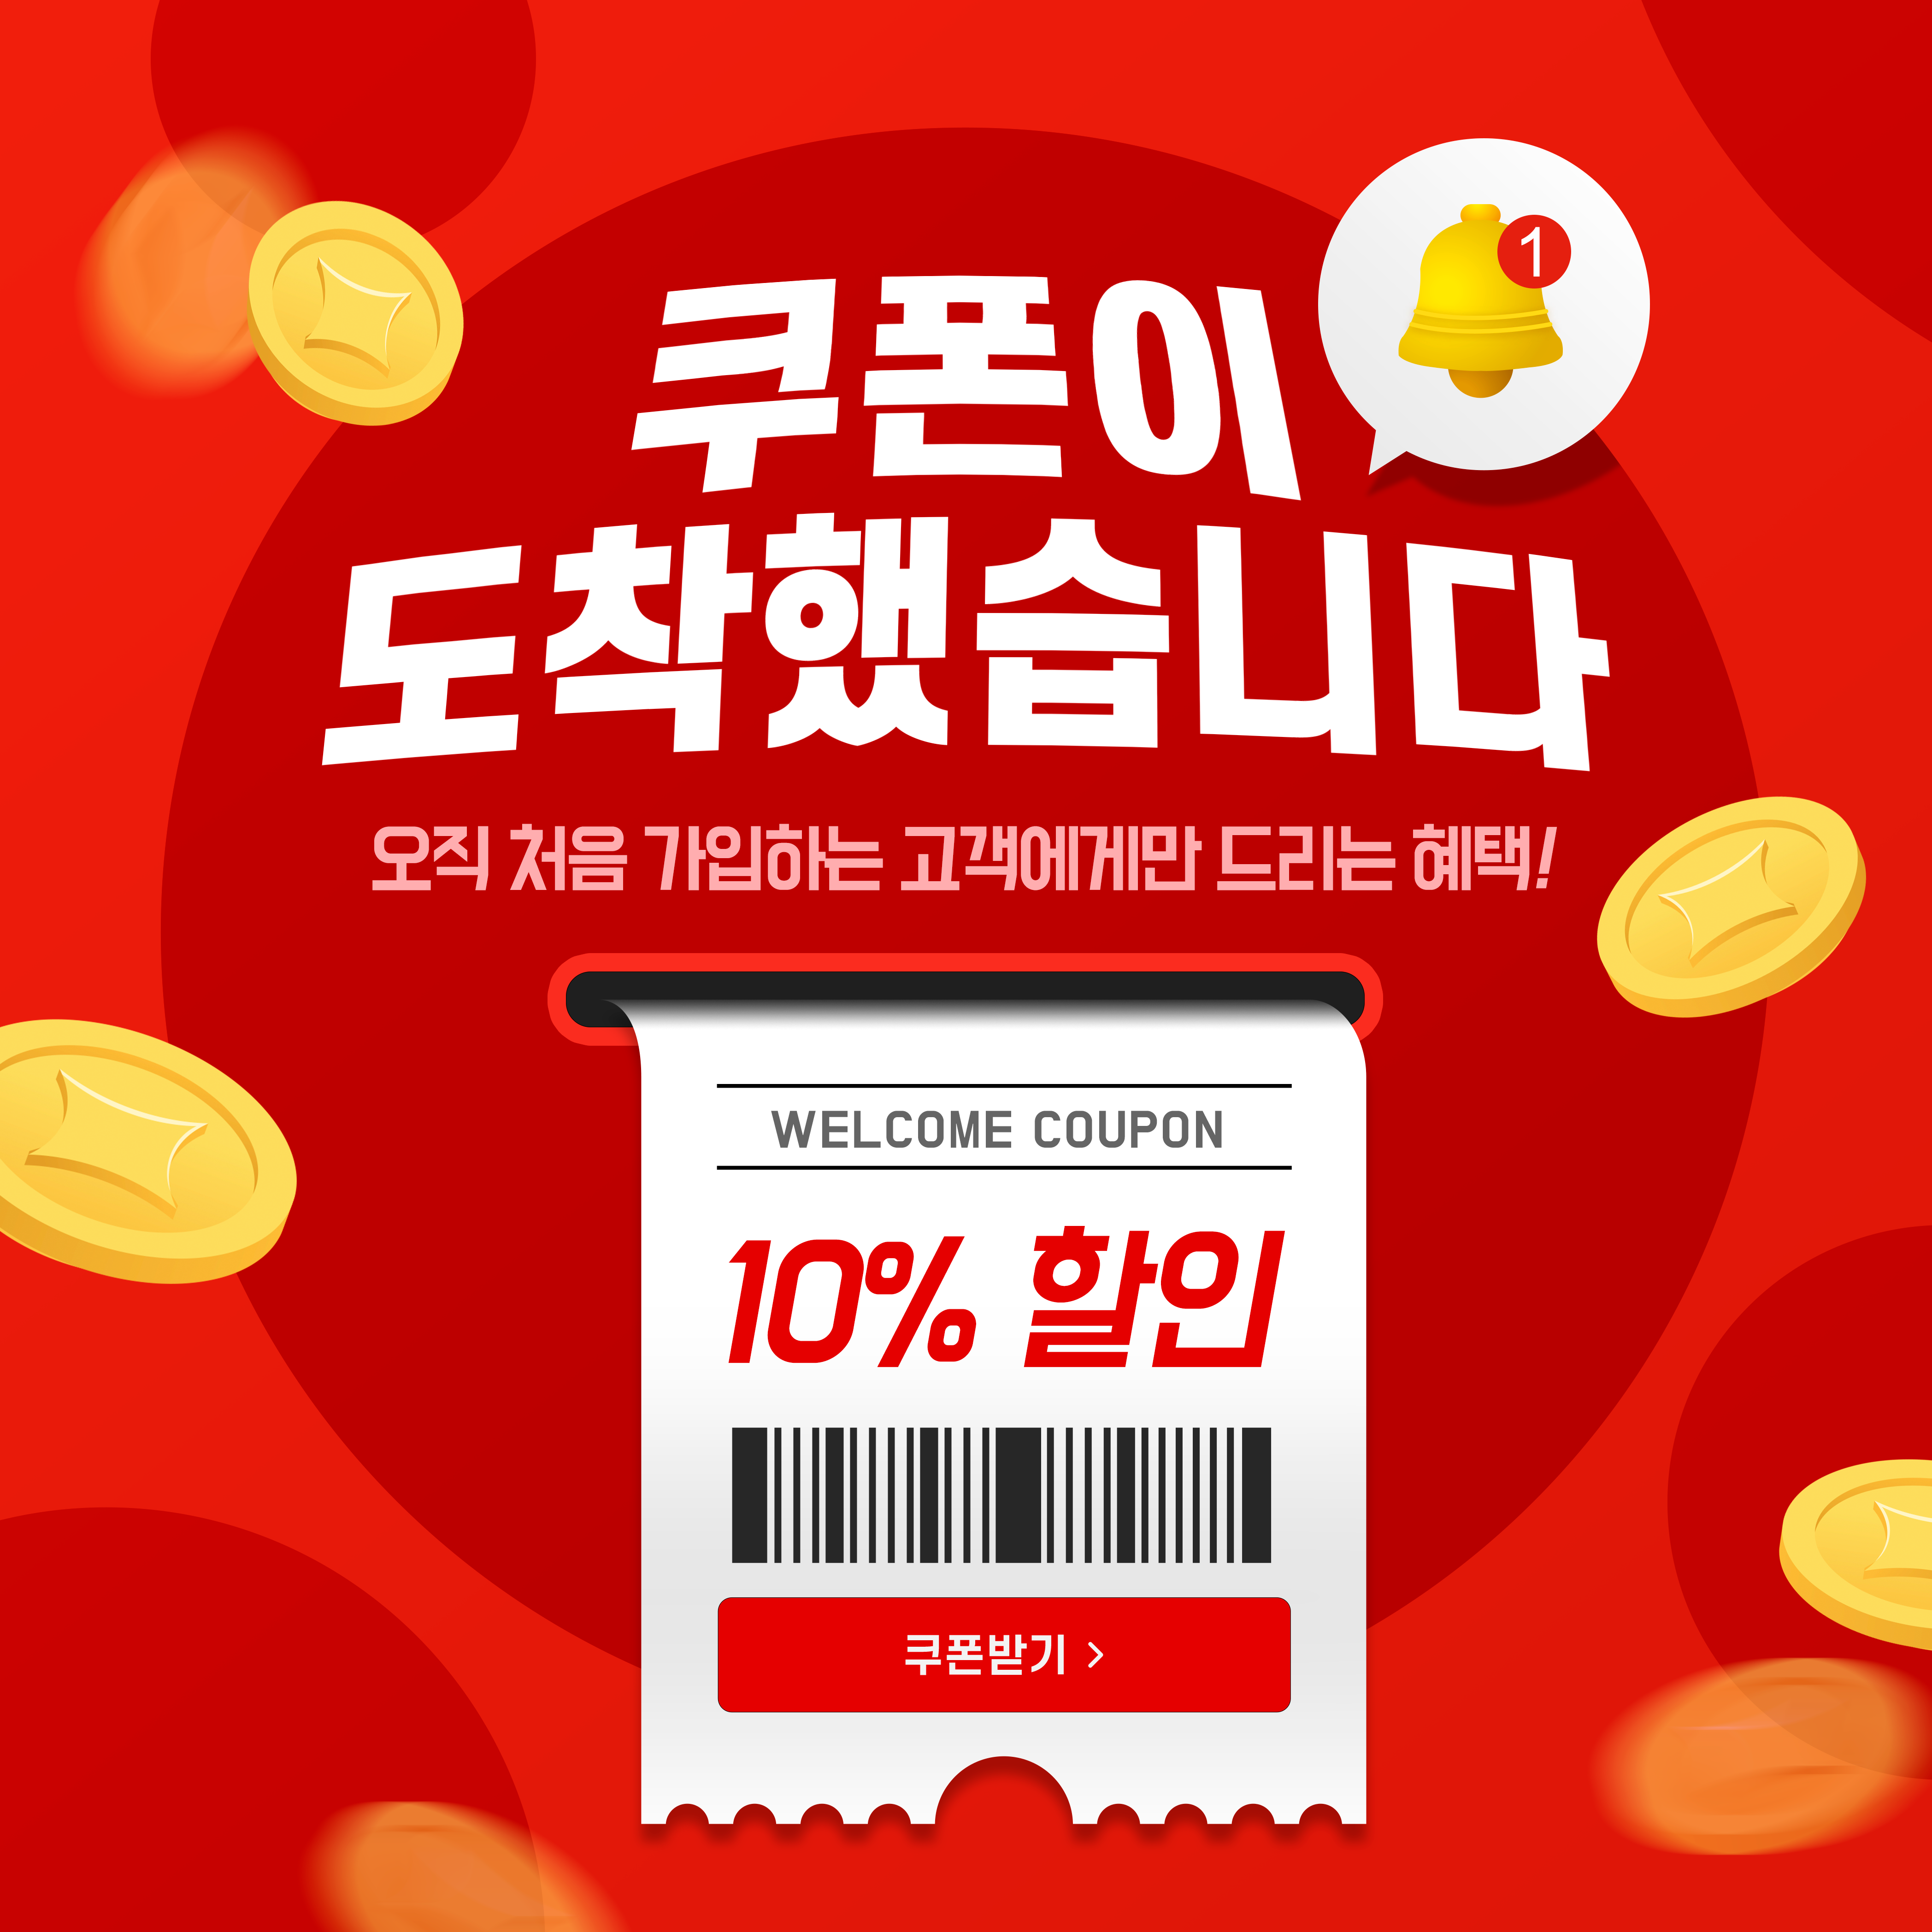 1
쿠폰이
도착했습니다
오직 처음 가입하는 고객에게만 드리는 혜택!
WELCOME COUPON
10% 할인
쿠폰받기 >